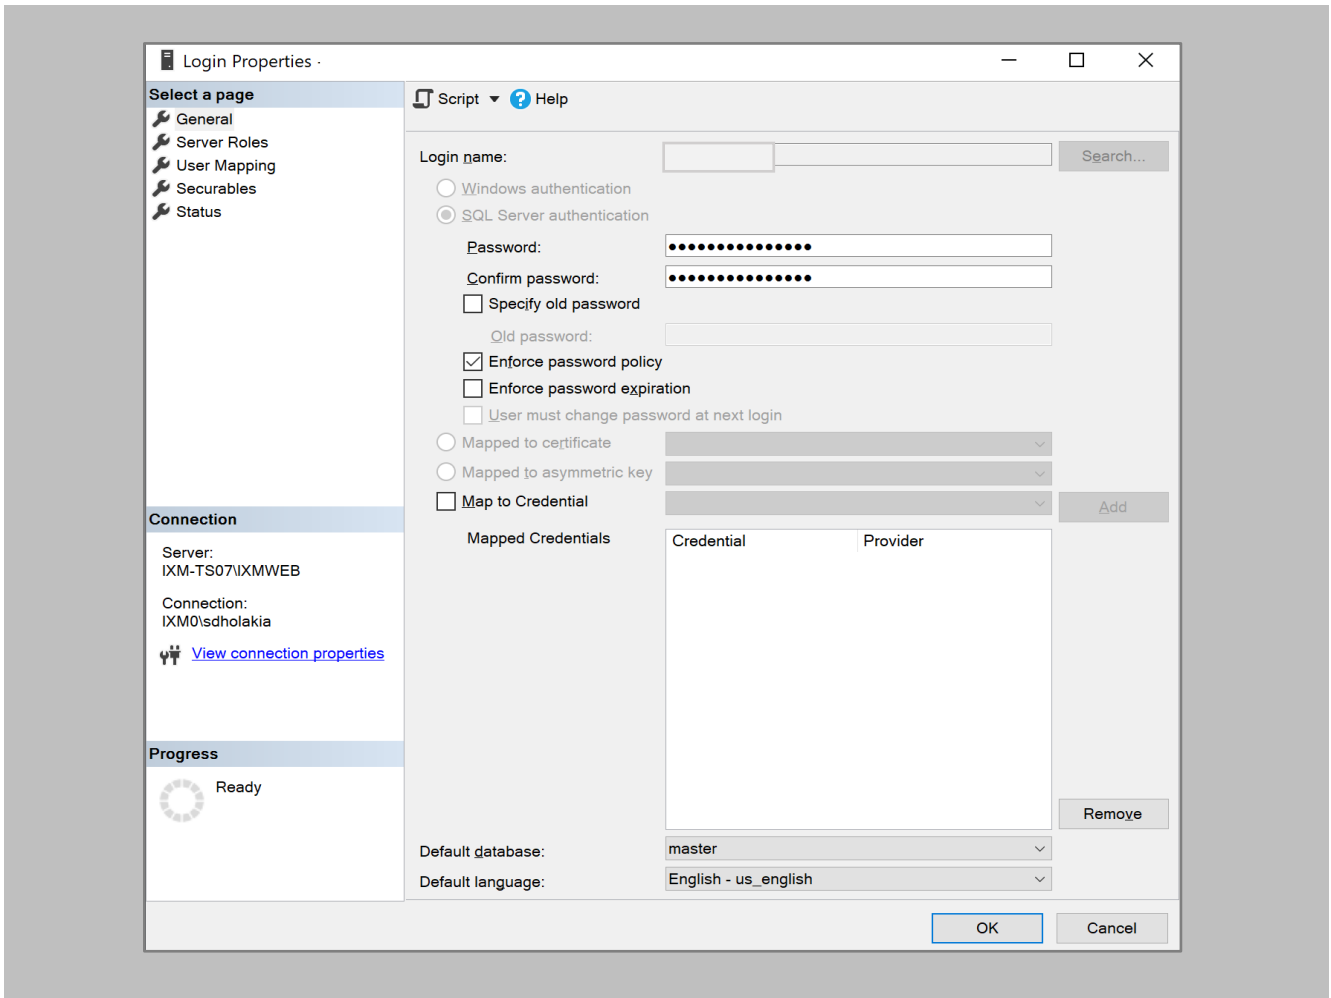 Login Properties -
Select a page
General
Server Roles
User Mapping
Securables
Status
Script
Help
Login name:
Search...
Windows authentication
SQL Server authentication
Password:
●●●●●●●●●●●●●●●
Confirm password:
●●●●●●●●●●●●●●●
Specify old password
Old password:
Enforce password policy
Enforce password expiration
User must change password at next login
Mapped to certificate
Mapped to asymmetric key
Map to Credential
Add
Mapped Credentials
Credential Provider
Remove
Default database: master
Default language: English - us_english
Connection
Server:
IXM-TS07\IXMWEB
Connection:
IXM0\sdholakia
View connection properties
Progress
Ready
OK Cancel